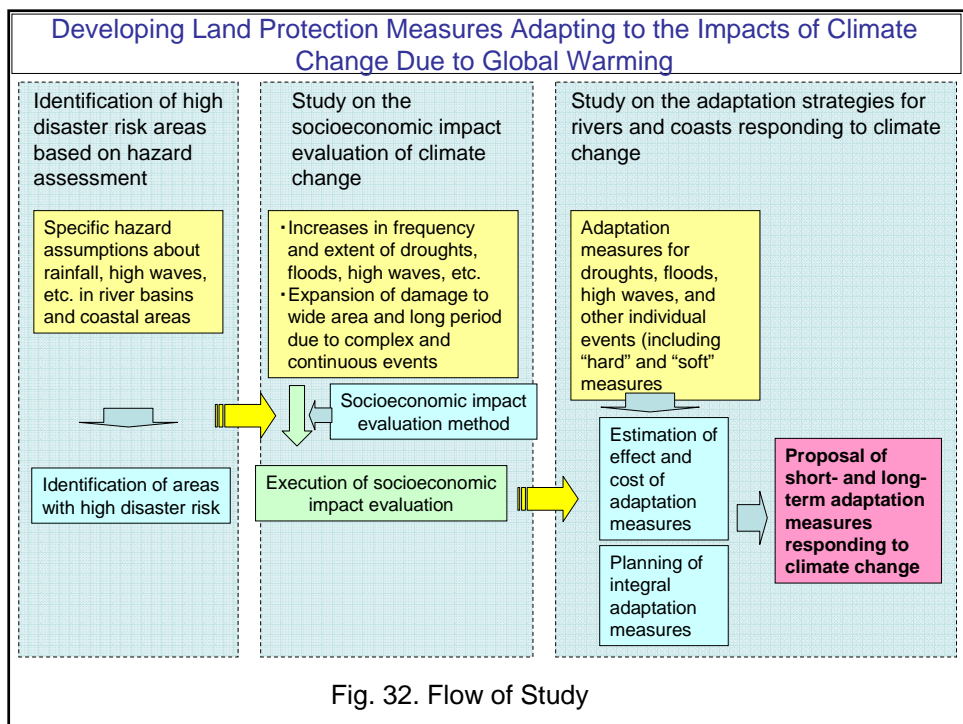 Developing Land Protection Measures Adapting to the Impacts of Climate
Change Due to Global Warming
Identification of high
disaster risk areas
based on hazard
assessment
Specific hazard
assumptions about
rainfall, high waves,
etc. in river basins
and coastal areas
Identification of areas
with high disaster risk
Study on the
socioeconomic impact
evaluation of climate
change
・Increases in frequency
and extent of droughts,
floods, high waves, etc.
・Expansion of damage to
wide area and long period
due to complex and
continuous events
Socioeconomic impact
evaluation method
Execution of socioeconomic
impact evaluation
Study on the adaptation strategies for
rivers and coasts responding to climate
change
Adaptation
measures for
droughts, floods,
high waves, and
other individual
events (including
“hard” and “soft”
measures
Estimation of
effect and
cost of
adaptation
measures
Planning of
integral
adaptation
measures
Proposal of
short- and long-
term adaptation
measures
responding to
climate change
Fig. 32. Flow of Study